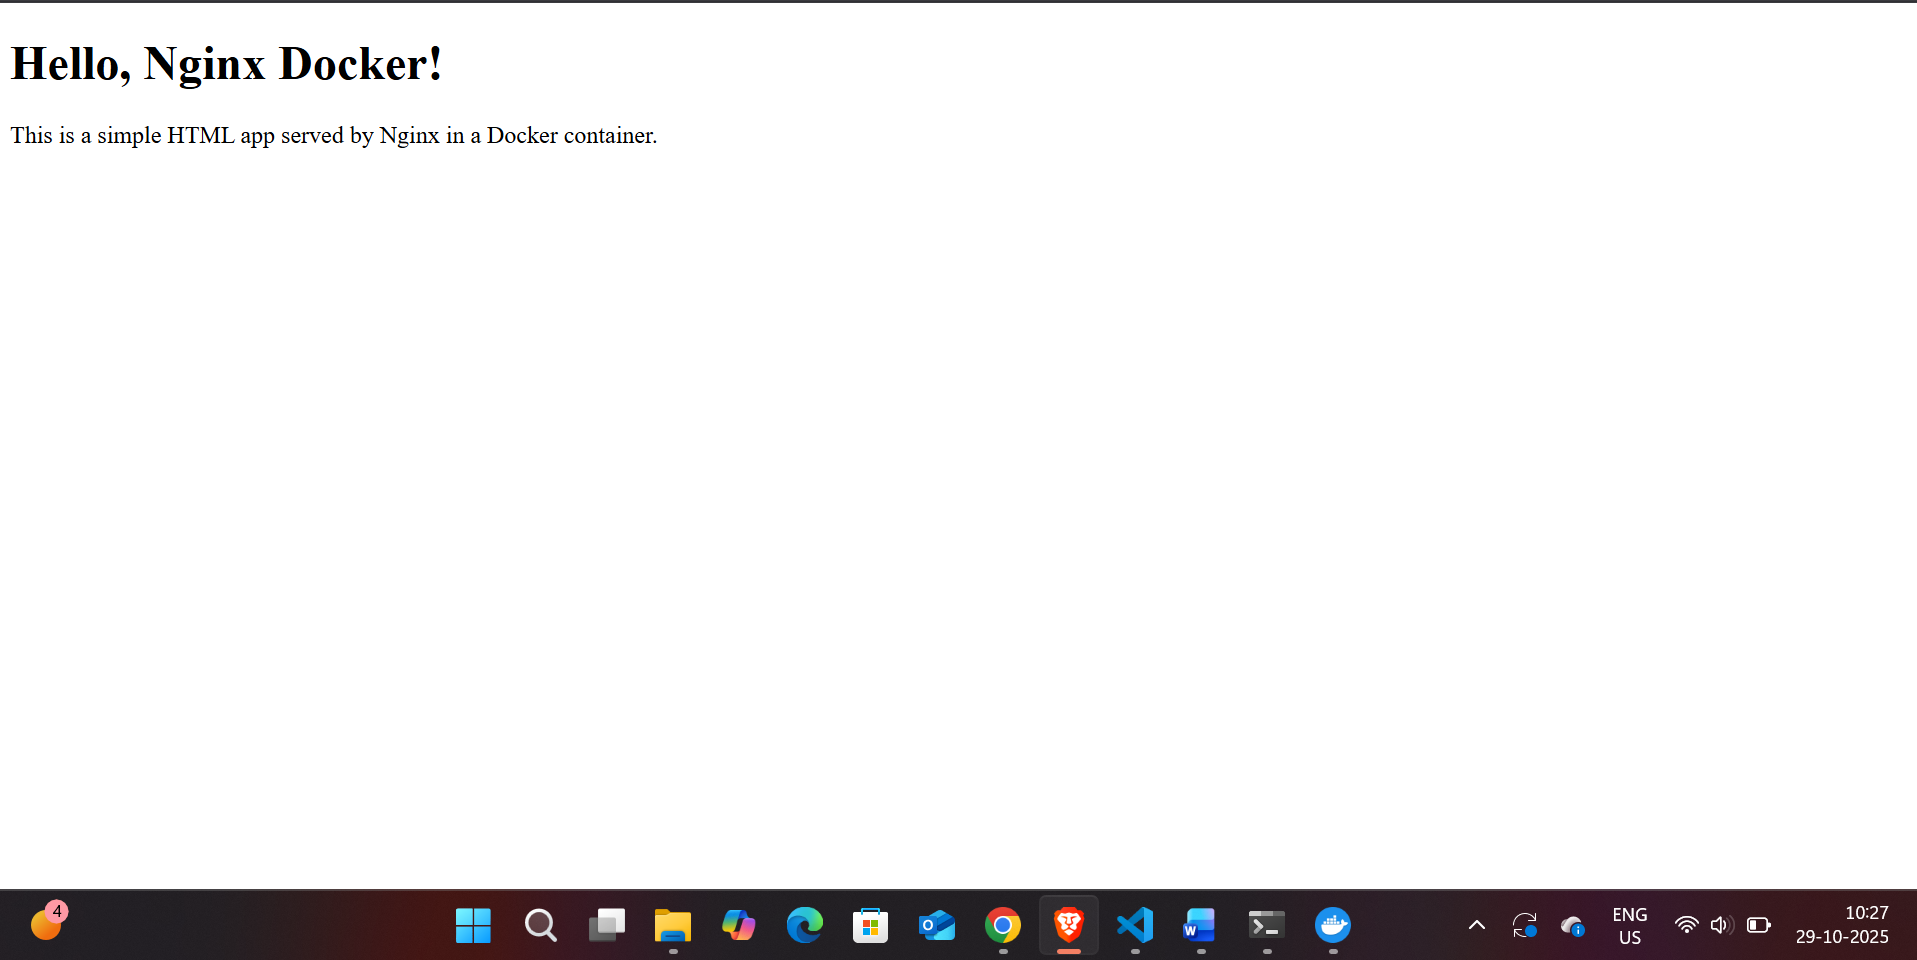 Hello, Nginx Docker!
This is a simple HTML app served by Nginx in a Docker container.
4
ENG
US
10:27
29-10-2025